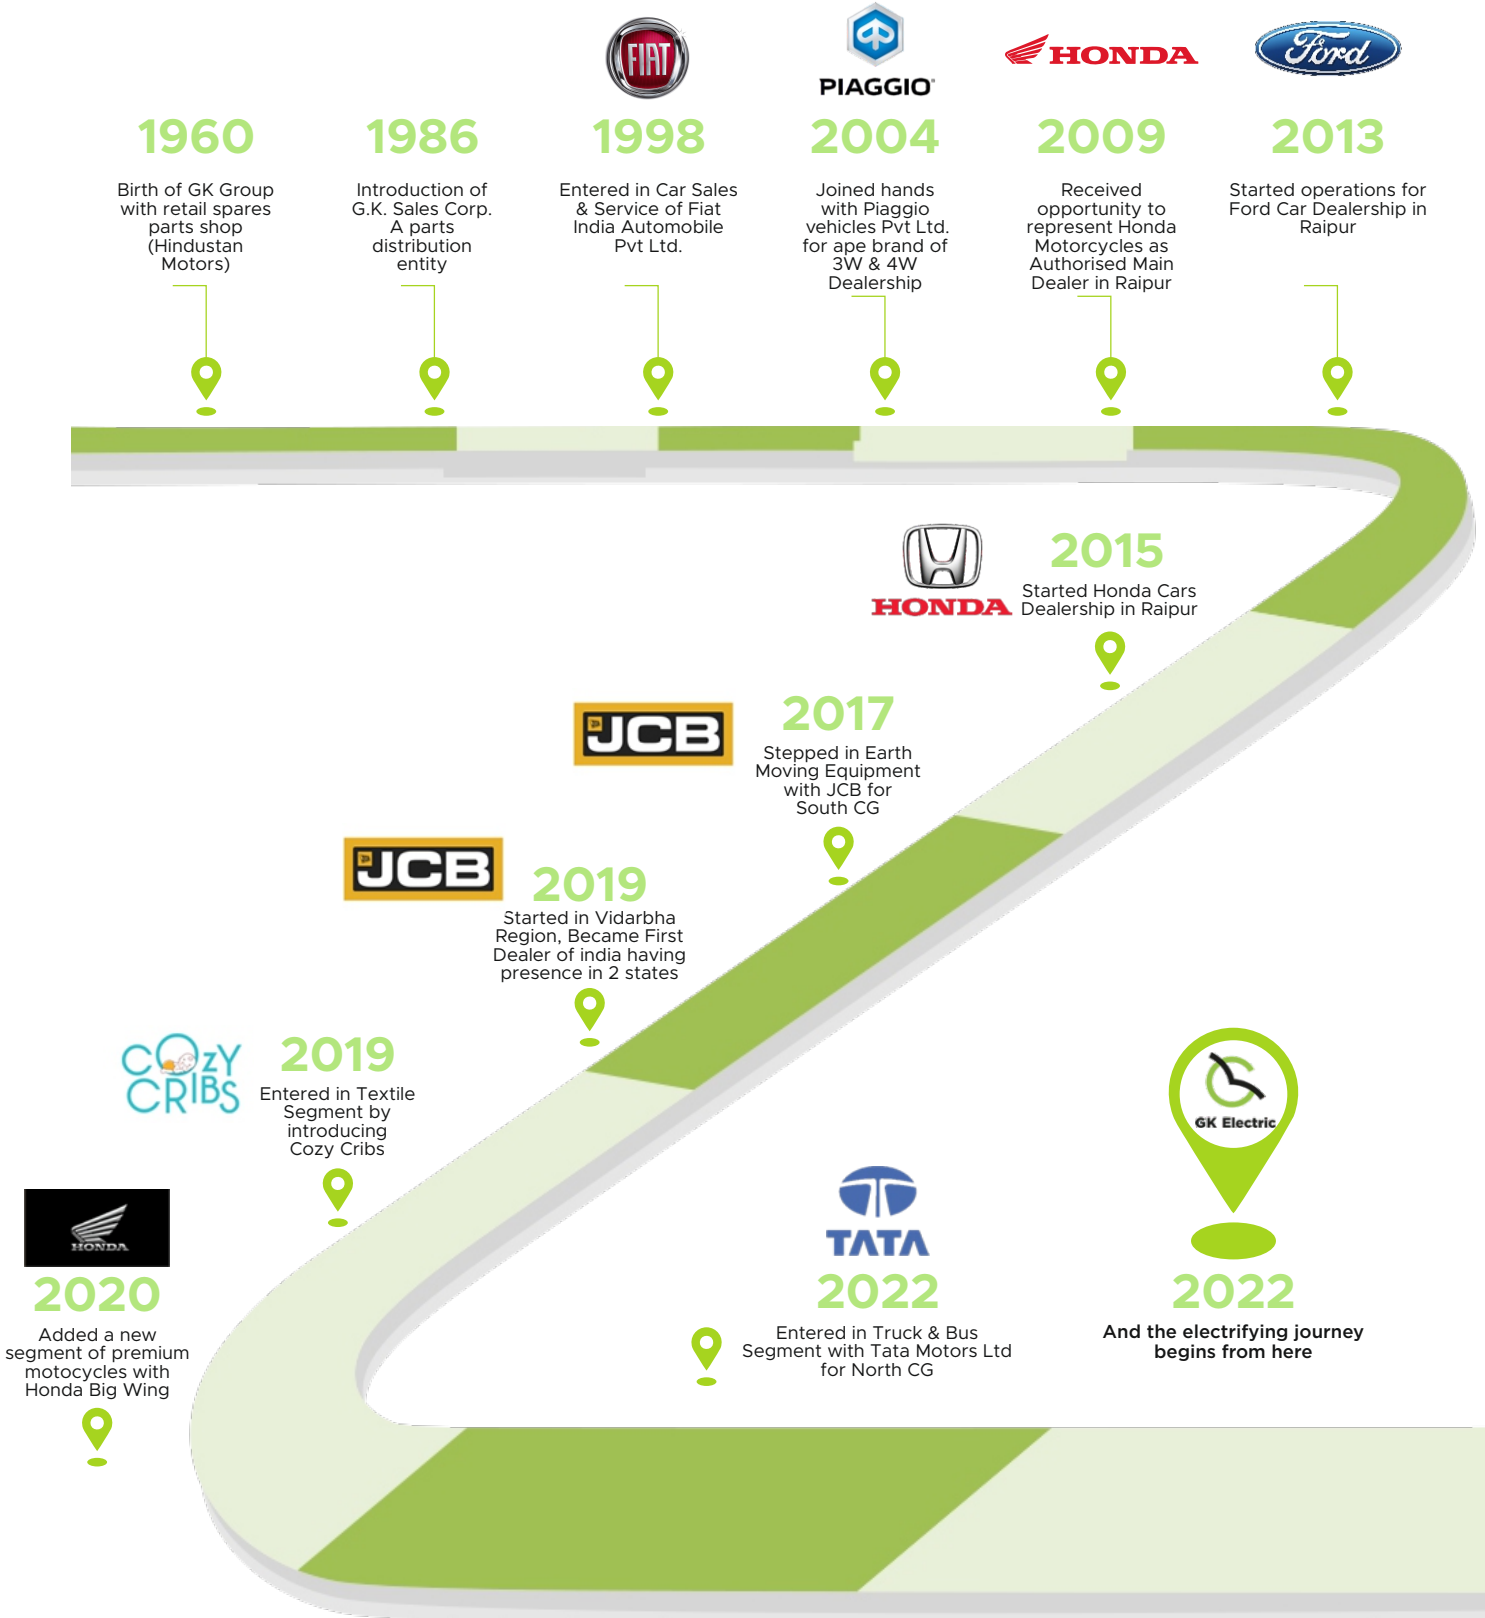 FIAT
PIAGGIO
HONDA
Ford
1960
Birth of GK Group
with retail spares
parts shop
(Hindustan
Motors)
1986
Introduction of
G.K. Sales Corp.
A parts
distribution
entity
1998
Entered in Car Sales
& Service of Fiat
India Automobile
Pvt Ltd.
2004
Joined hands
with Piaggio
vehicles Pvt Ltd.
for ape brand of
3W & 4W
Dealership
2009
Received
opportunity to
represent Honda
Motorcycles as
Authorised Main
Dealer in Raipur
2013
Started operations for
Ford Car Dealership in
Raipur
HONDA
2015
Started Honda Cars
Dealership in Raipur
JCB
2017
Stepped in Earth
Moving Equipment
with JCB for
South CG
JCB
2019
Started in Vidarbha
Region, Became First
Dealer of india having
presence in 2 states
COzY
CRIBS
2019
Entered in Textile
Segment by
introducing
Cozy Cribs
HONDA
2020
Added a new
segment of premium
motocycles with
Honda Big Wing
TATA
2022
Entered in Truck & Bus
Segment with Tata Motors Ltd
for North CG
GK Electric
2022
And the electrifying journey
begins from here